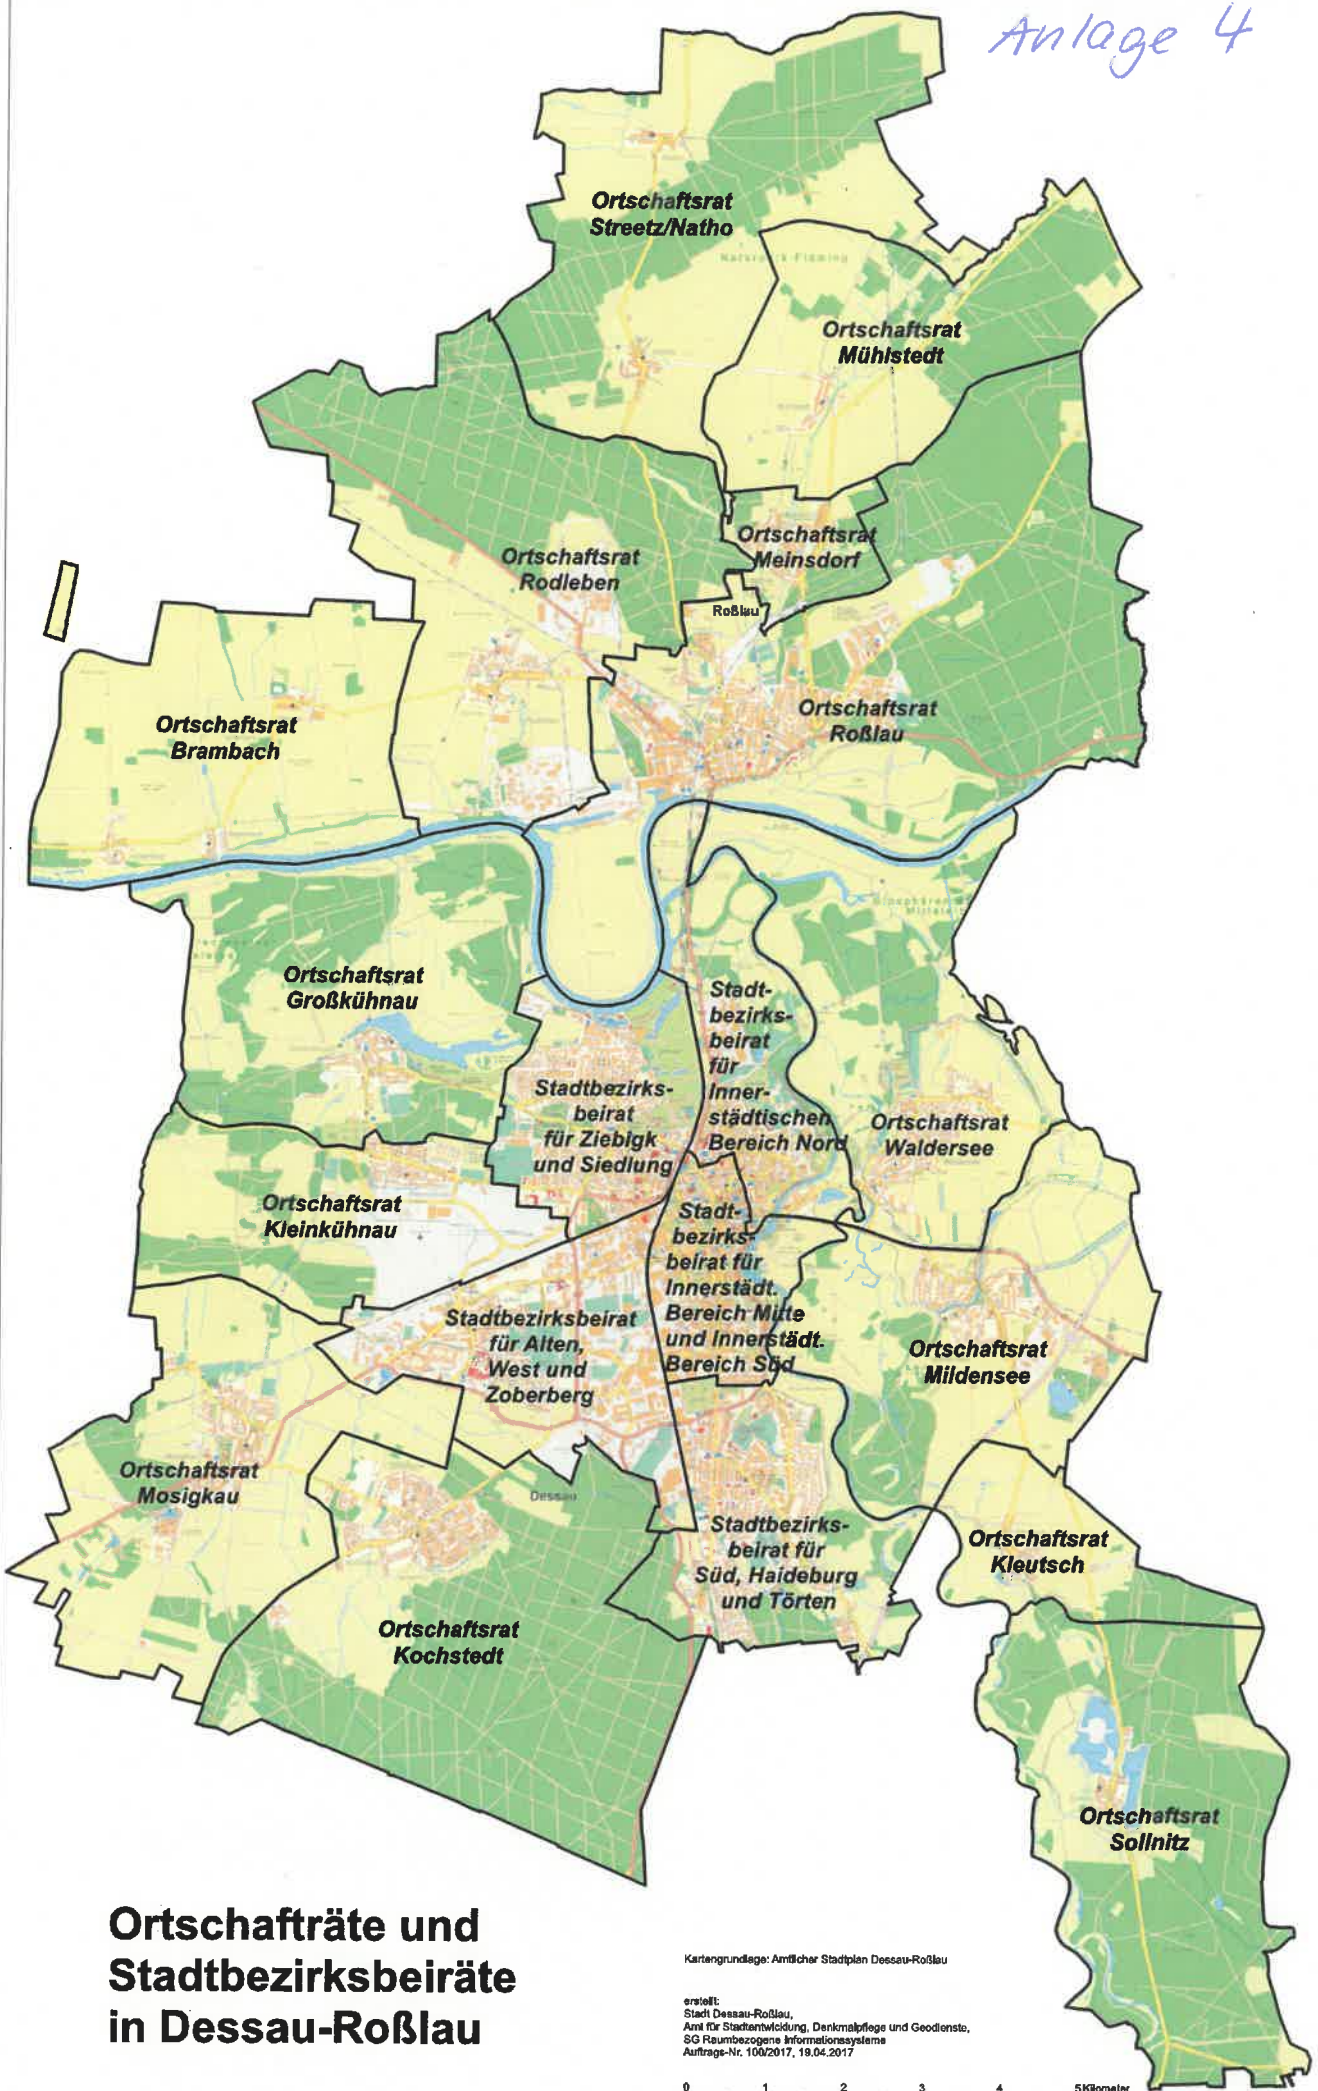 Anlage 4
Ortschaftsrat
Streetz/Natho
Naturpark Fläming
Ortschaftsrat
Mühlstedt
Ortschaftsrat
Meinsdorf
Ortschaftsrat
Rodleben
Roßlau
Ortschaftsrat
Roßlau
Ortschaftsrat
Brambach
Ortschaftsrat
Großkühnau
Stadt-
bezirks-
beirat
für
Inner-
städtischen
Bereich Nord
Stadtbezirks-
beirat
für Ziebigk
und Siedlung
Ortschaftsrat
Waldersee
Ortschaftsrat
Kleinkühnau
Stadt-
bezirks-
beirat für
Innerstädt.
Bereich Mitte
und Innerstädt.
Bereich Süd
Stadtbezirksbeirat
für Alten,
West und
Zoberberg
Ortschaftsrat
Mildensee
Ortschaftsrat
Mosigkau
Dessau
Stadtbezirks-
beirat für
Süd, Haideburg
und Törten
Ortschaftsrat
Kleutsch
Ortschaftsrat
Kochstedt
Ortschaftsrat
Sollnitz
Ortschafträte und
Stadtbezirksbeiräte
in Dessau-Roßlau
Kartengrundlage: Amtlicher Stadtplan Dessau-Roßlau
erstellt:
Stadt Dessau-Roßlau,
Amt für Stadtentwicklung, Denkmalpflege und Geodienste,
SG Raumbezogene Informationssysteme
Auftrags-Nr. 100/2017, 19.04.2017
0 1 2 3 4 5 Kilometer